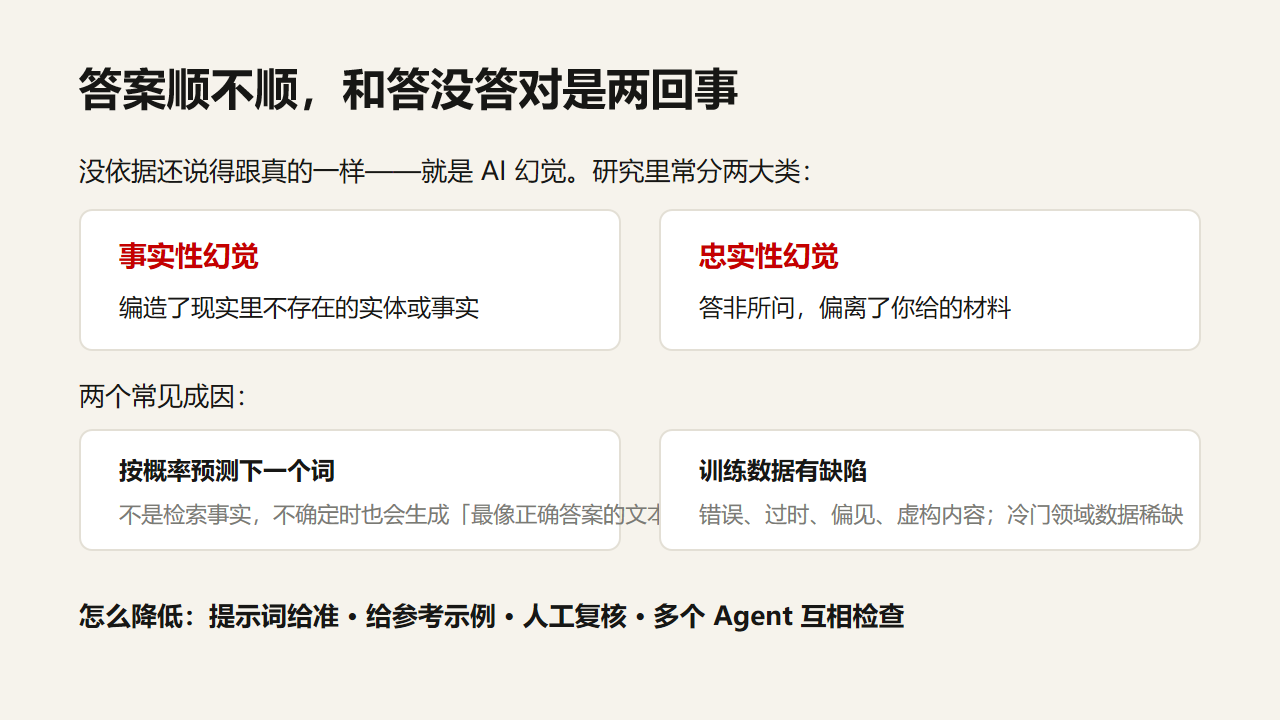 答案顺不顺，和答没答对是两回事
没依据还说得跟真的一样——就是 AI 幻觉。研究里常分两大类：
事实性幻觉
编造了现实里不存在的实体或事实
忠实性幻觉
答非所问，偏离了你给的材料
两个常见成因：
按概率预测下一个词
不是检索事实，不确定时也会生成「最像正确答案的文本
训练数据有缺陷
错误、过时、偏见、虚构内容；冷门领域数据稀缺
怎么降低：提示词给准 · 给参考示例 · 人工复核 · 多个 Agent 互相检查